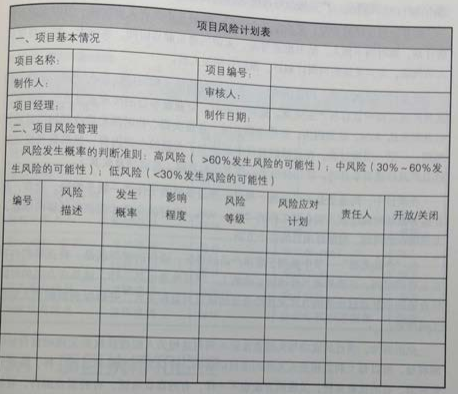 项目风险计划表
一、项目基本情况
项目名称：
项目编号：
制作人：
审核人：
项目经理：
制作日期：
二、项目风险管理
风险发生概率的判断准则：高风险（ >60%发生风险的可能性）；中风险（30%～60%发
生风险的可能性）；低风险（<30%发生风险的可能性）
编号 风险描述 发生概率 影响程度 风险等级 风险应对计划 责任人 开放/关闭